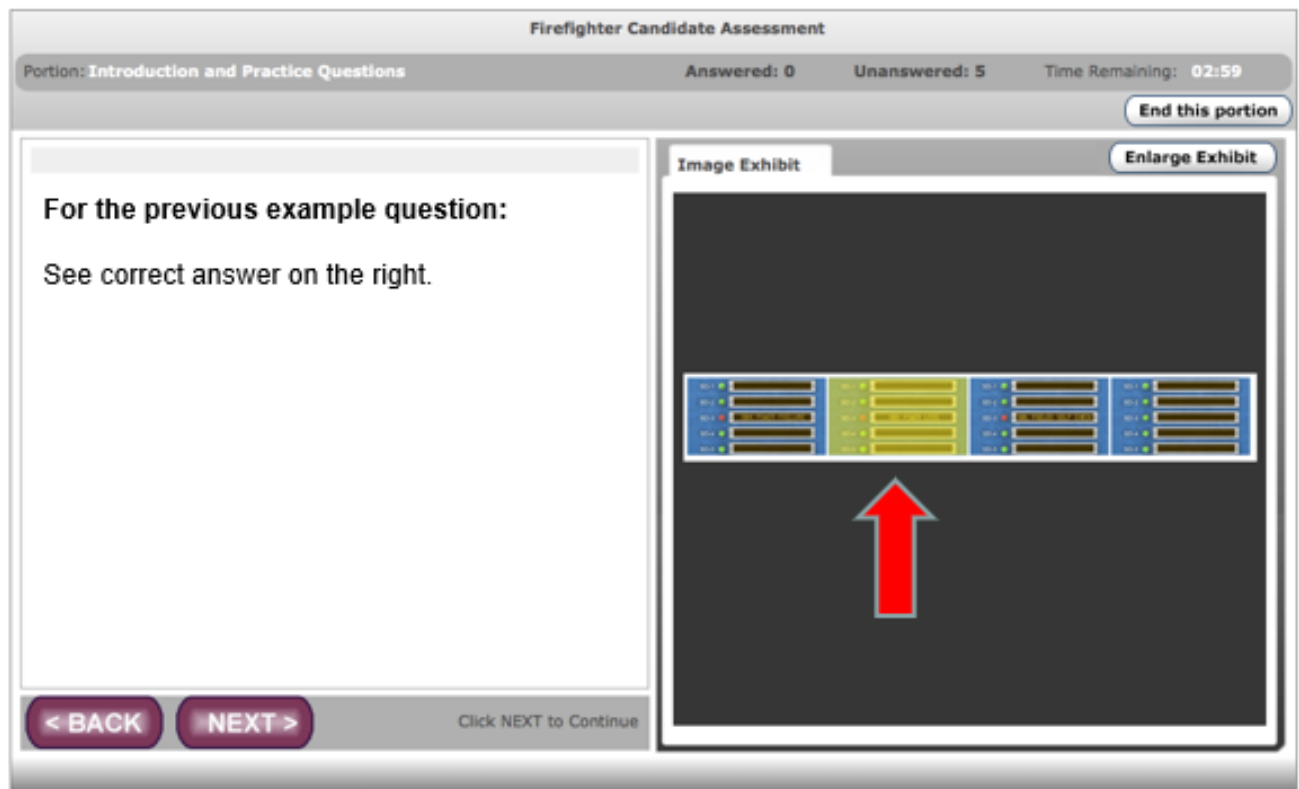 Firefighter Candidate Assessment
Portion: Introduction and Practice Questions Answered: 0 Unanswered: 5 Time Remaining: 02:59
End this portion
For the previous example question:
See correct answer on the right.
< BACK NEXT > Click NEXT to Continue
Image Exhibit Enlarge Exhibit